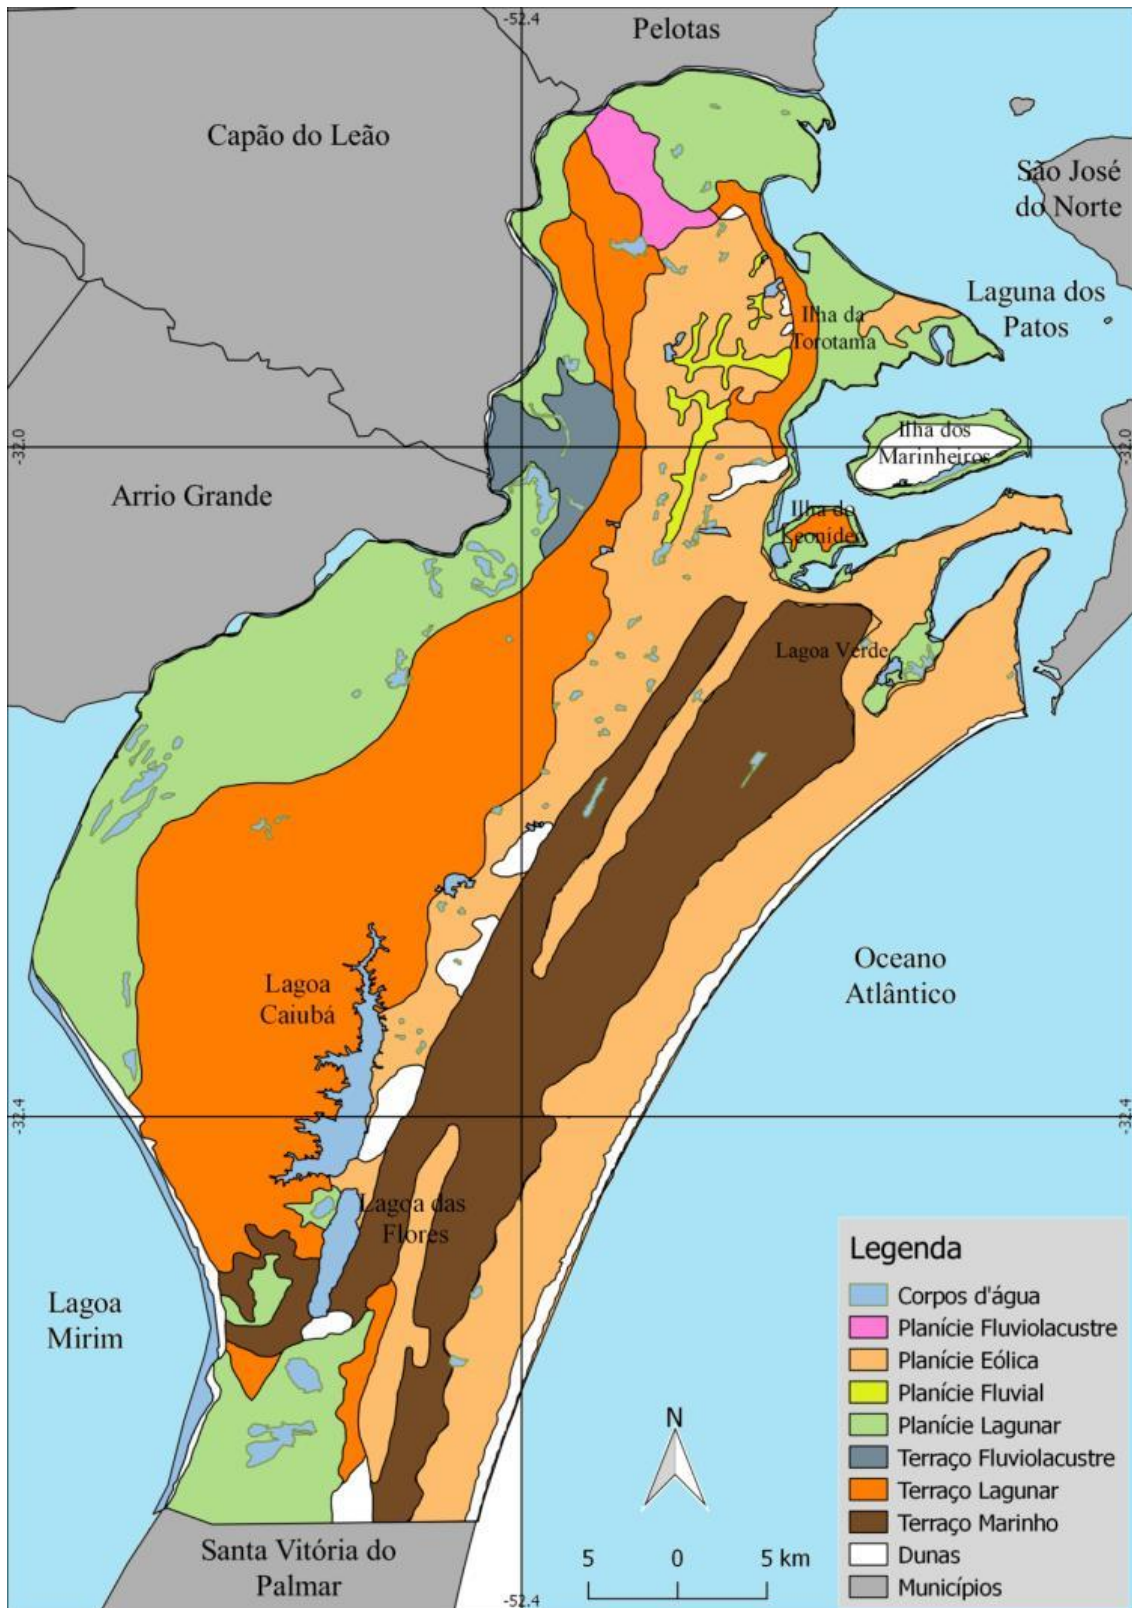 -52.4
Pelotas
Capão do Leão
São José
do Norte
Laguna dos
Patos
Ilha da
Torotama
-32.0
-32.0
Ilha dos
Marinheiros
Arrio Grande
Ilha do
Leonídeo
Lagoa Verde
Oceano
Atlântico
Lagoa
Caiubá
-32.4
-32.4
Lagoa das
Flores
Lagoa
Mirim
Legenda
Corpos d'água
Planície Fluviolacustre
Planície Eólica
Planície Fluvial
Planície Lagunar
Terraço Fluviolacustre
Terraço Lagunar
Terraço Marinho
Dunas
Municípios
N
5 0 5 km
Santa Vitória do
Palmar
-52.4